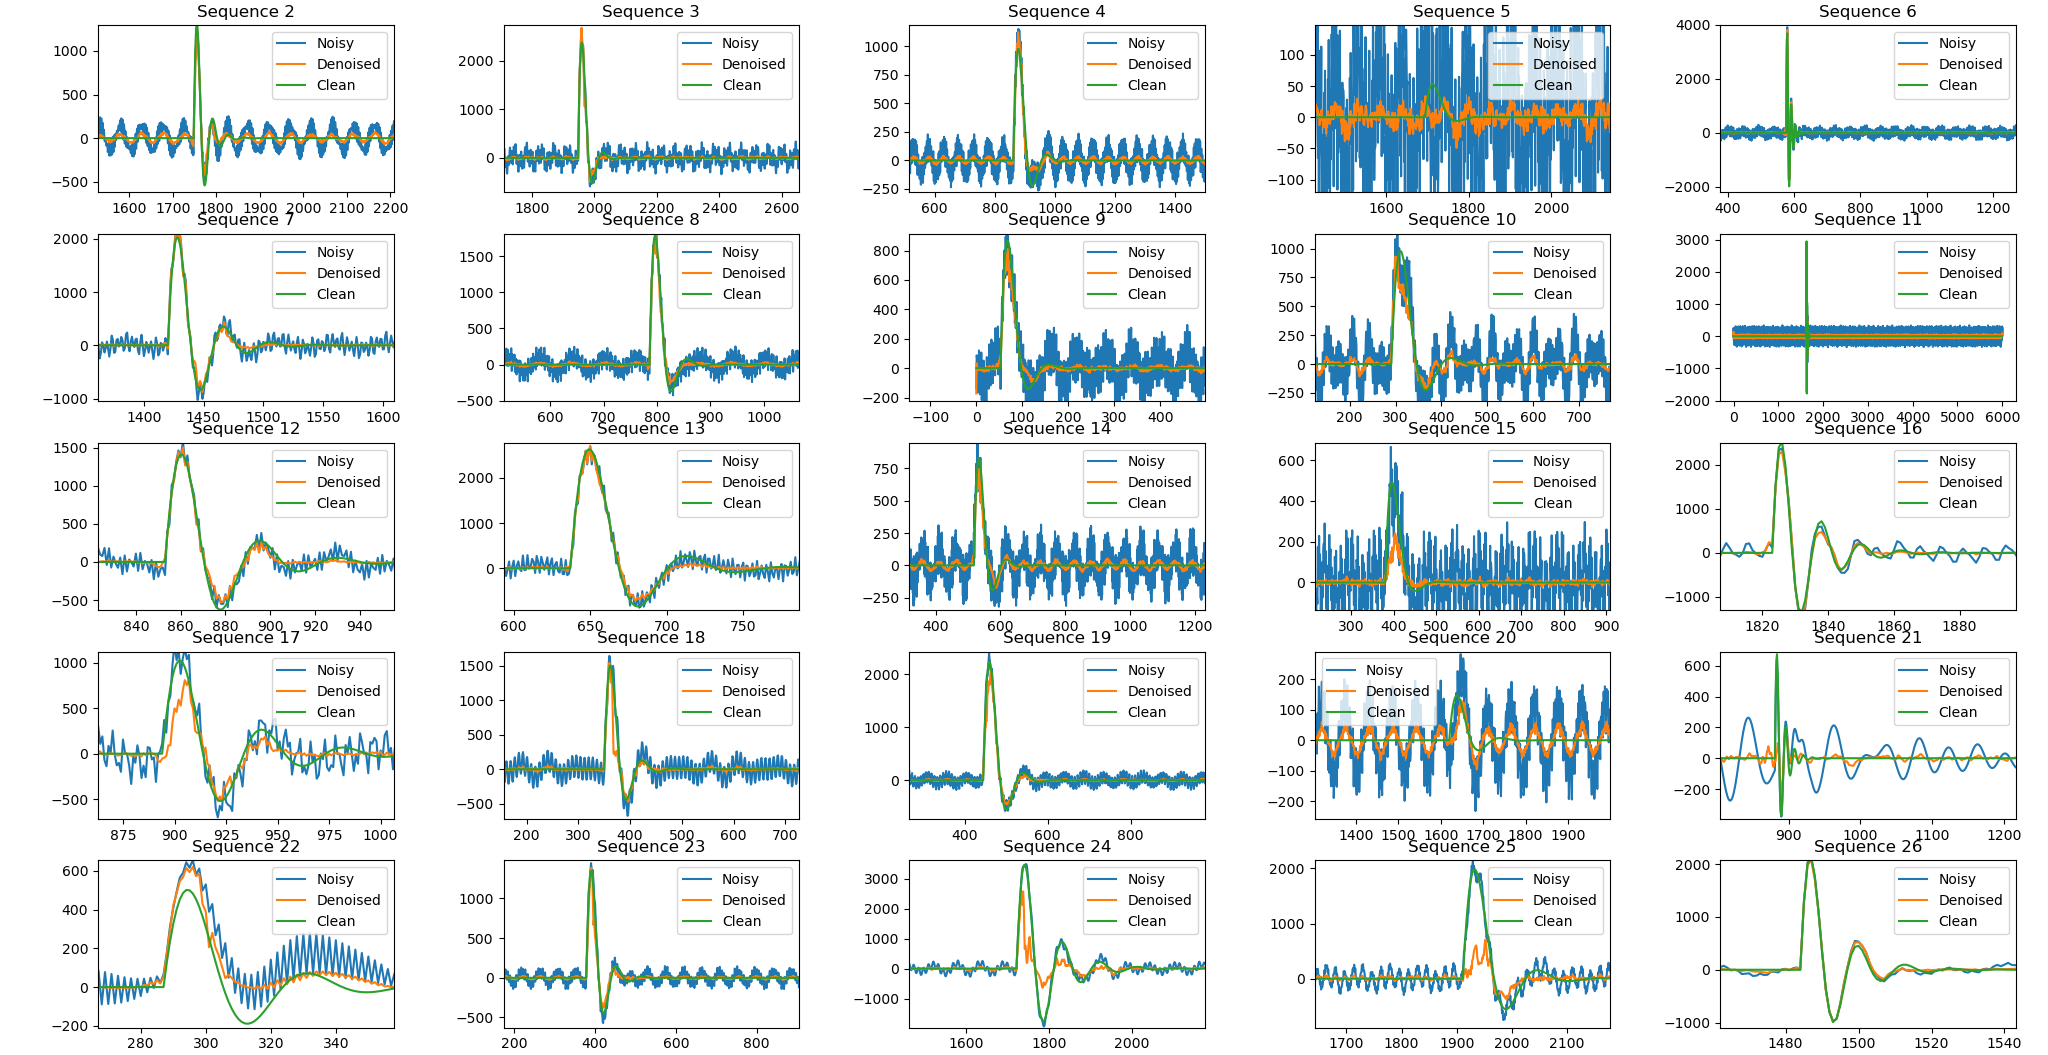 Sequence 2
1000
500
0
−500
1600 1700 1800 1900 2000 2100 2200
Noisy
Denoised
Clean
Sequence 3
2000
1000
0
1800 2000 2200 2400 2600
Noisy
Denoised
Clean
Sequence 4
1000
750
500
250
0
−250
600 800 1000 1200 1400
Noisy
Denoised
Clean
Sequence 5
100
50
0
−50
−100
1600 1800 2000
Noisy
Denoised
Clean
Sequence 6
4000
2000
0
−2000
400 600 800 1000 1200
Noisy
Denoised
Clean
Sequence 7
2000
1000
0
−1000
1400 1450 1500 1550 1600
Noisy
Denoised
Clean
Sequence 8
1500
1000
500
0
−500
600 700 800 900 1000
Noisy
Denoised
Clean
Sequence 9
800
600
400
200
0
−200
−100 0 100 200 300 400
Noisy
Denoised
Clean
Sequence 10
1000
750
500
250
0
−250
200 300 400 500 600 700
Noisy
Denoised
Clean
Sequence 11
3000
2000
1000
0
−1000
−2000
0 1000 2000 3000 4000 5000 6000
Noisy
Denoised
Clean
Sequence 12
1500
1000
500
0
−500
840 860 880 900 920 940
Noisy
Denoised
Clean
Sequence 13
2000
1000
0
600 650 700 750
Noisy
Denoised
Clean
Sequence 14
750
500
250
0
−250
400 600 800 1000 1200
Noisy
Denoised
Clean
Sequence 15
600
400
200
0
300 400 500 600 700 800 900
Noisy
Denoised
Clean
Sequence 16
2000
1000
0
−1000
1820 1840 1860 1880
Noisy
Denoised
Clean
Sequence 17
1000
500
0
−500
875 900 925 950 975 1000
Noisy
Denoised
Clean
Sequence 18
1500
1000
500
0
−500
200 300 400 500 600 700
Noisy
Denoised
Clean
Sequence 19
2000
1000
0
400 600 800
Noisy
Denoised
Clean
Sequence 20
200
100
0
−100
−200
1400 1500 1600 1700 1800 1900
Noisy
Denoised
Clean
Sequence 21
600
400
200
0
−200
900 1000 1100 1200
Noisy
Denoised
Clean
Sequence 22
600
400
200
0
−200
280 300 320 340
Noisy
Denoised
Clean
Sequence 23
1000
500
0
−500
200 400 600 800
Noisy
Denoised
Clean
Sequence 24
3000
2000
1000
0
−1000
1600 1800 2000
Noisy
Denoised
Clean
Sequence 25
2000
1000
0
1700 1800 1900 2000 2100
Noisy
Denoised
Clean
Sequence 26
2000
1000
0
−1000
1480 1500 1520 1540
Noisy
Denoised
Clean